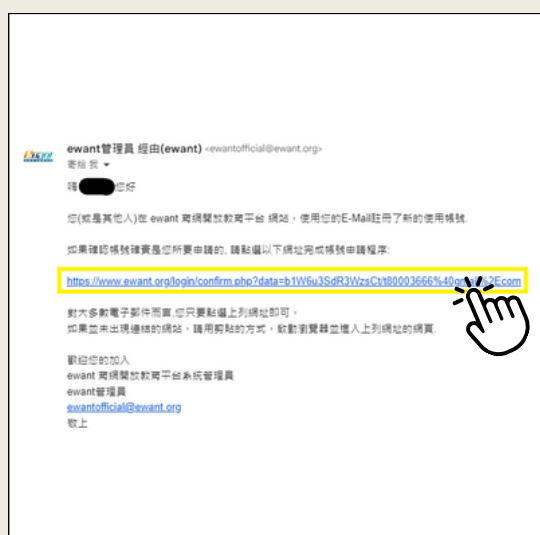 ewant
ewant管理員 經由(ewant) <ewantofficial@ewant.org>
寄給 我
嗨 您好
您(或是其他人)在 ewant 育網開放教育平台 網站，使用您的E-Mail註冊了新的使用帳號.
如果確認帳號確實是您所要申請的, 請點選以下網址完成帳號申請程序:
https://www.ewant.org/login/confirm.php?data=
對大多數電子郵件而言,您只要點選上列網址即可。
如果並未出現連結的網站，請用剪貼的方式，啟動瀏覽器並進入上列網址的網頁.
歡迎您的加入
ewant 育網開放教育平台系統管理員
ewant管理員
ewantofficial@ewant.org
敬上